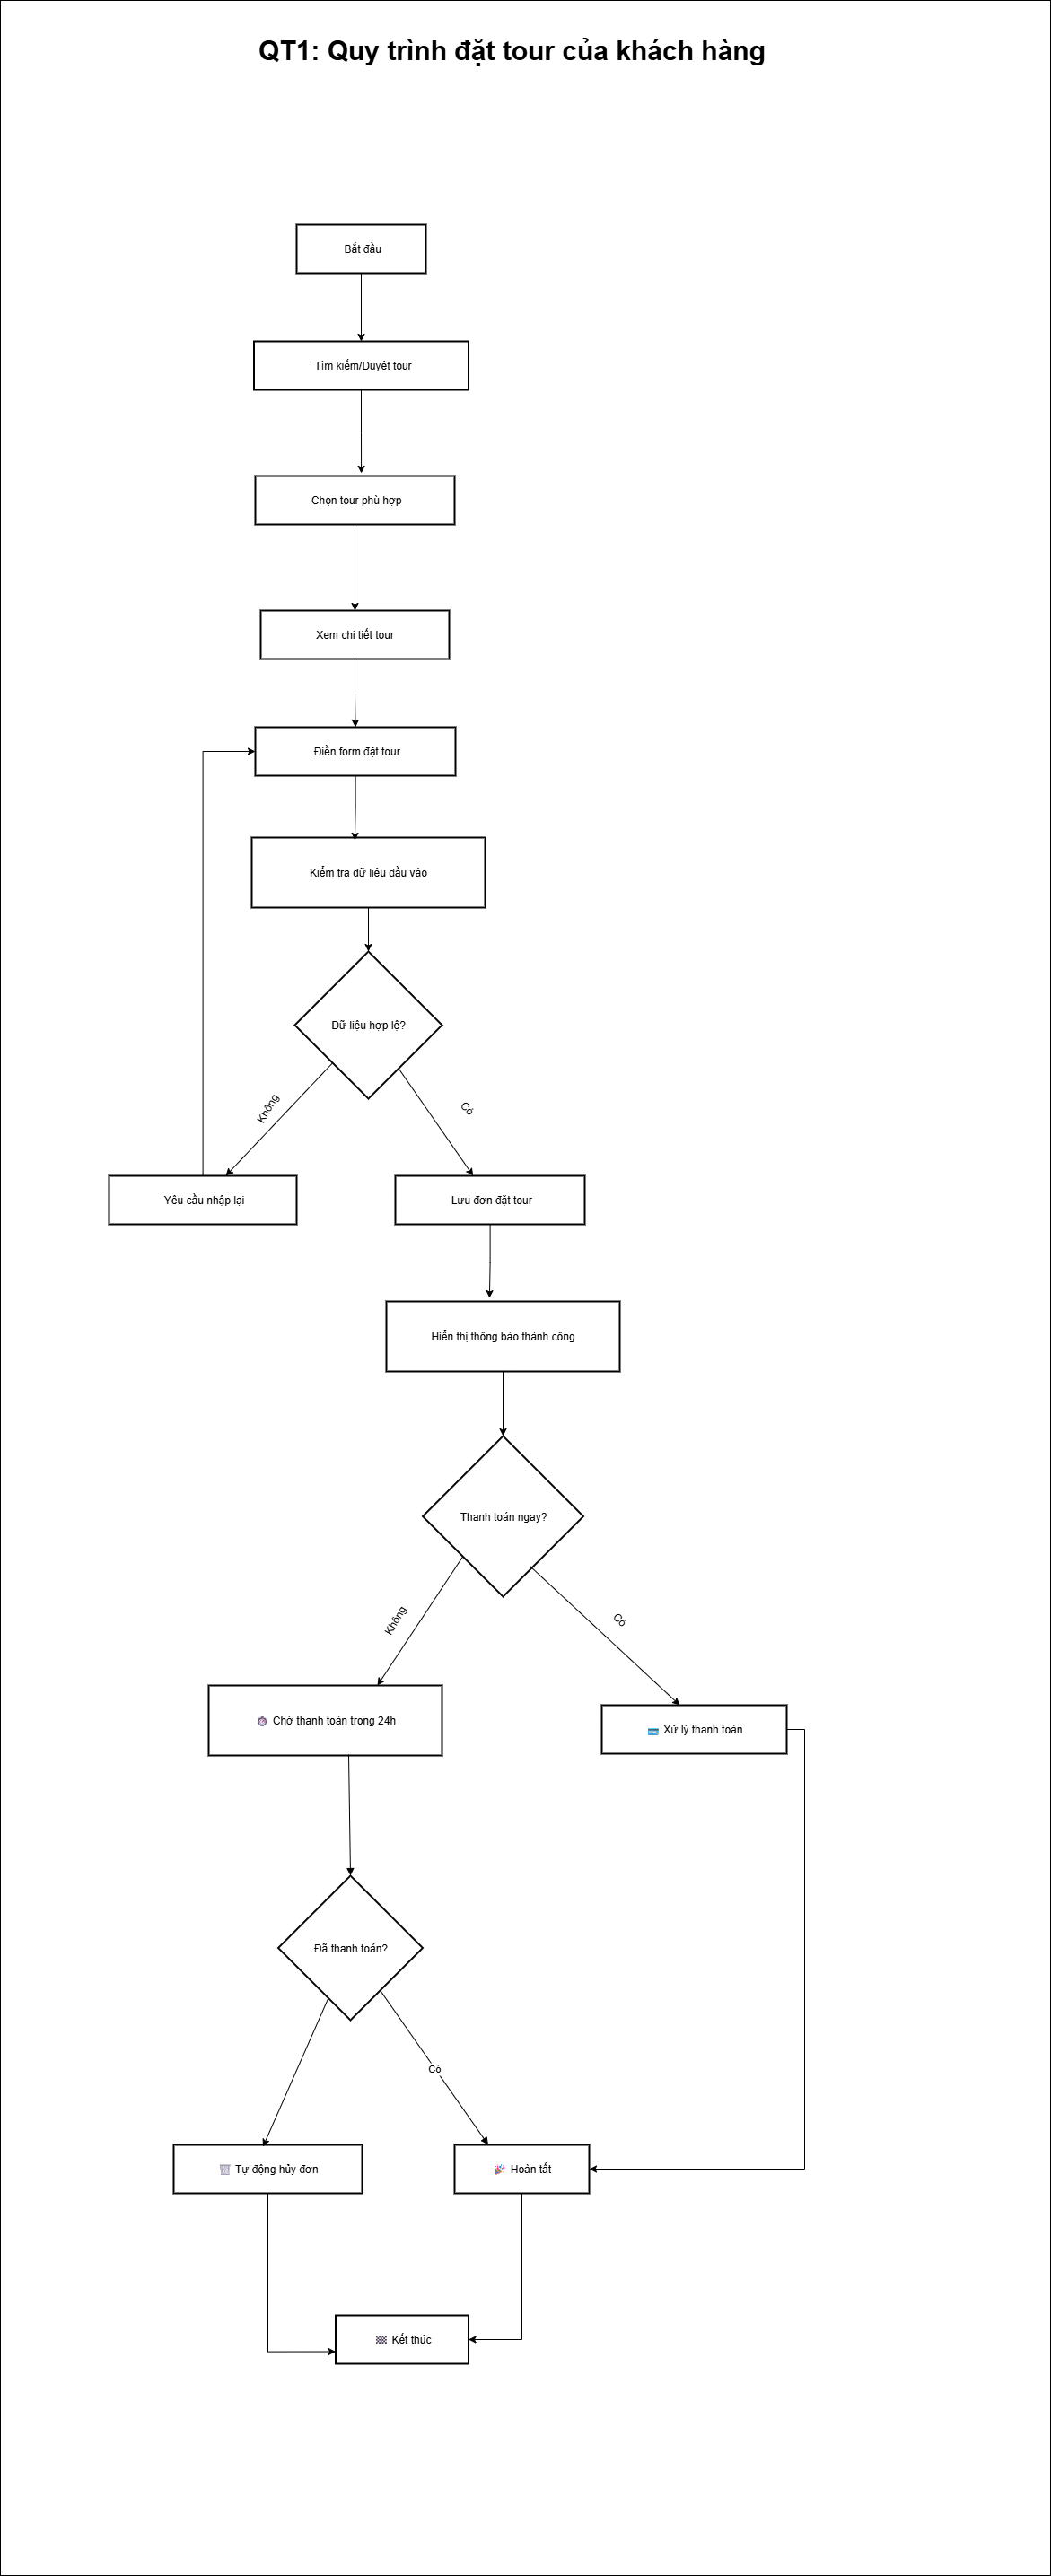 QT1: Quy trình đặt tour của khách hàng
Bắt đầu
Tìm kiếm/Duyệt tour
Chọn tour phù hợp
Xem chi tiết tour
Điền form đặt tour
Kiểm tra dữ liệu đầu vào
Dữ liệu hợp lệ?
Không
Có
Yêu cầu nhập lại
Lưu đơn đặt tour
Hiển thị thông báo thành công
Thanh toán ngay?
Không
Có
Chờ thanh toán trong 24h
Xử lý thanh toán
Đã thanh toán?
Có
Tự động hủy đơn
Hoàn tất
Kết thúc